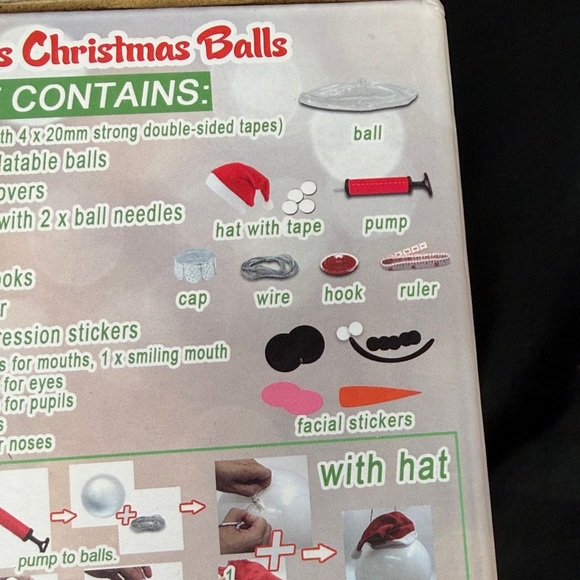 s Christmas Balls
CONTAINS:
th 4 x 20mm strong double-sided tapes)
latable balls
overs
with 2 x ball needles
ooks
r
ression stickers
s for mouths, 1 x smiling mouth
for eyes
for pupils
s
r noses
ball
hat with tape
pump
cap
wire
hook
ruler
facial stickers
with hat
pump to balls.
1